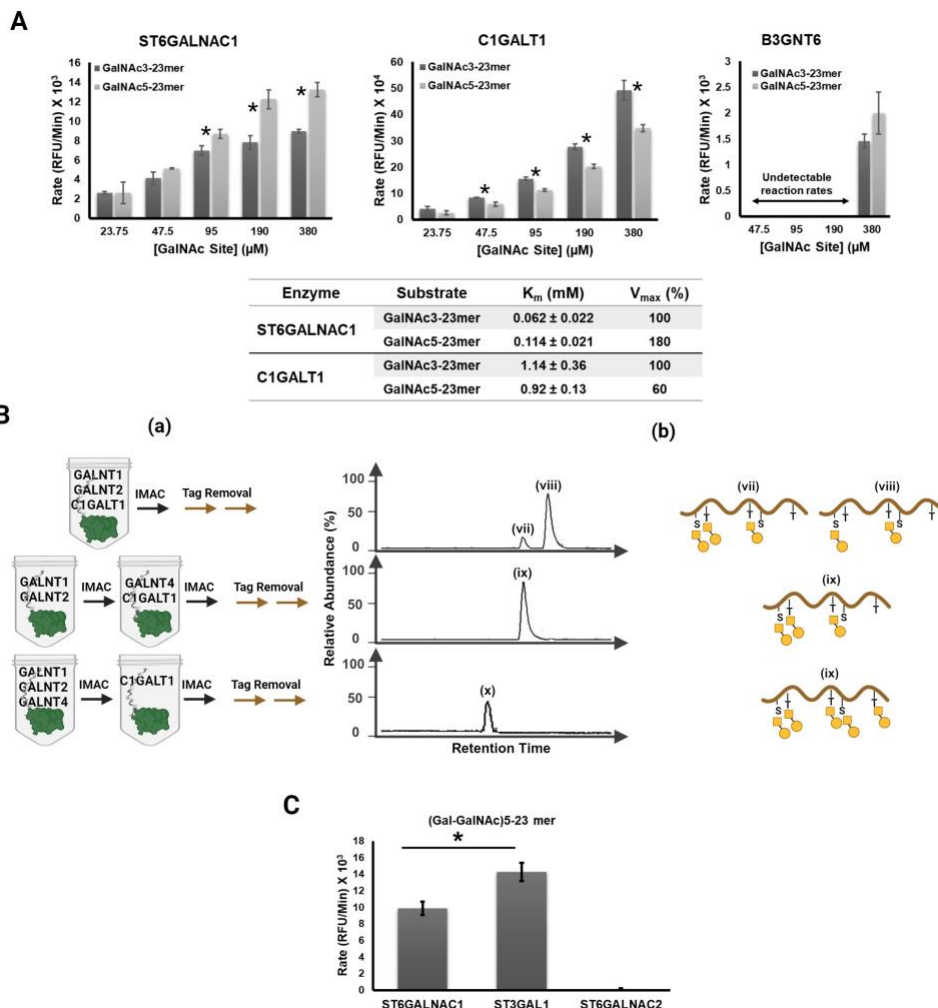 A
ST6GALNAC1
Rate (RFU/Min) X 10³
16
14
12
10
8
6
4
2
0
GalNAc3-23mer
GalNAc5-23mer
*
*
*
23.75 47.5 95 190 380
[GalNAc Site] (µM)
C1GALT1
Rate (RFU/Min) X 10⁴
60
50
40
30
20
10
0
GalNAc3-23mer
GalNAc5-23mer
*
*
*
*
23.75 47.5 95 190 380
[GalNAc Site] (µM)
B3GNT6
Rate (RFU/Min) X 10³
3
2.5
2
1.5
1
0.5
0
GalNAc3-23mer
GalNAc5-23mer
Undetectable
reaction rates
47.5 95 190 380
[GalNAc Site] (µM
Enzyme Substrate Km (mM) Vmax (%)
ST6GALNAC1
GalNAc3-23mer 0.062 ± 0.022 100
GalNAc5-23mer 0.114 ± 0.021 180
C1GALT1
GalNAc3-23mer 1.14 ± 0.36 100
GalNAc5-23mer 0.92 ± 0.13 60
B
(a)
GALNT1
GALNT2
C1GALT1
IMAC
Tag Removal
GALNT1
GALNT2
IMAC
GALNT4
C1GALT1
IMAC
Tag Removal
GALNT1
GALNT2
GALNT4
IMAC
C1GALT1
IMAC
Tag Removal
Relative Abundance (%)
100
50
0
(vii)
(viii)
100
50
0
(ix)
100
50
0
(x)
Retention Time
(b)
(vii)
S T T S T
(viii)
S T T S T
(ix)
S T T S T
(ix)
S T T S T
C
(Gal-GalNAc)5-23 mer
*
Rate (RFU/Min) X 10³
18
16
14
12
10
8
6
4
2
0
ST6GALNAC1 ST3GAL1 ST6GALNAC2